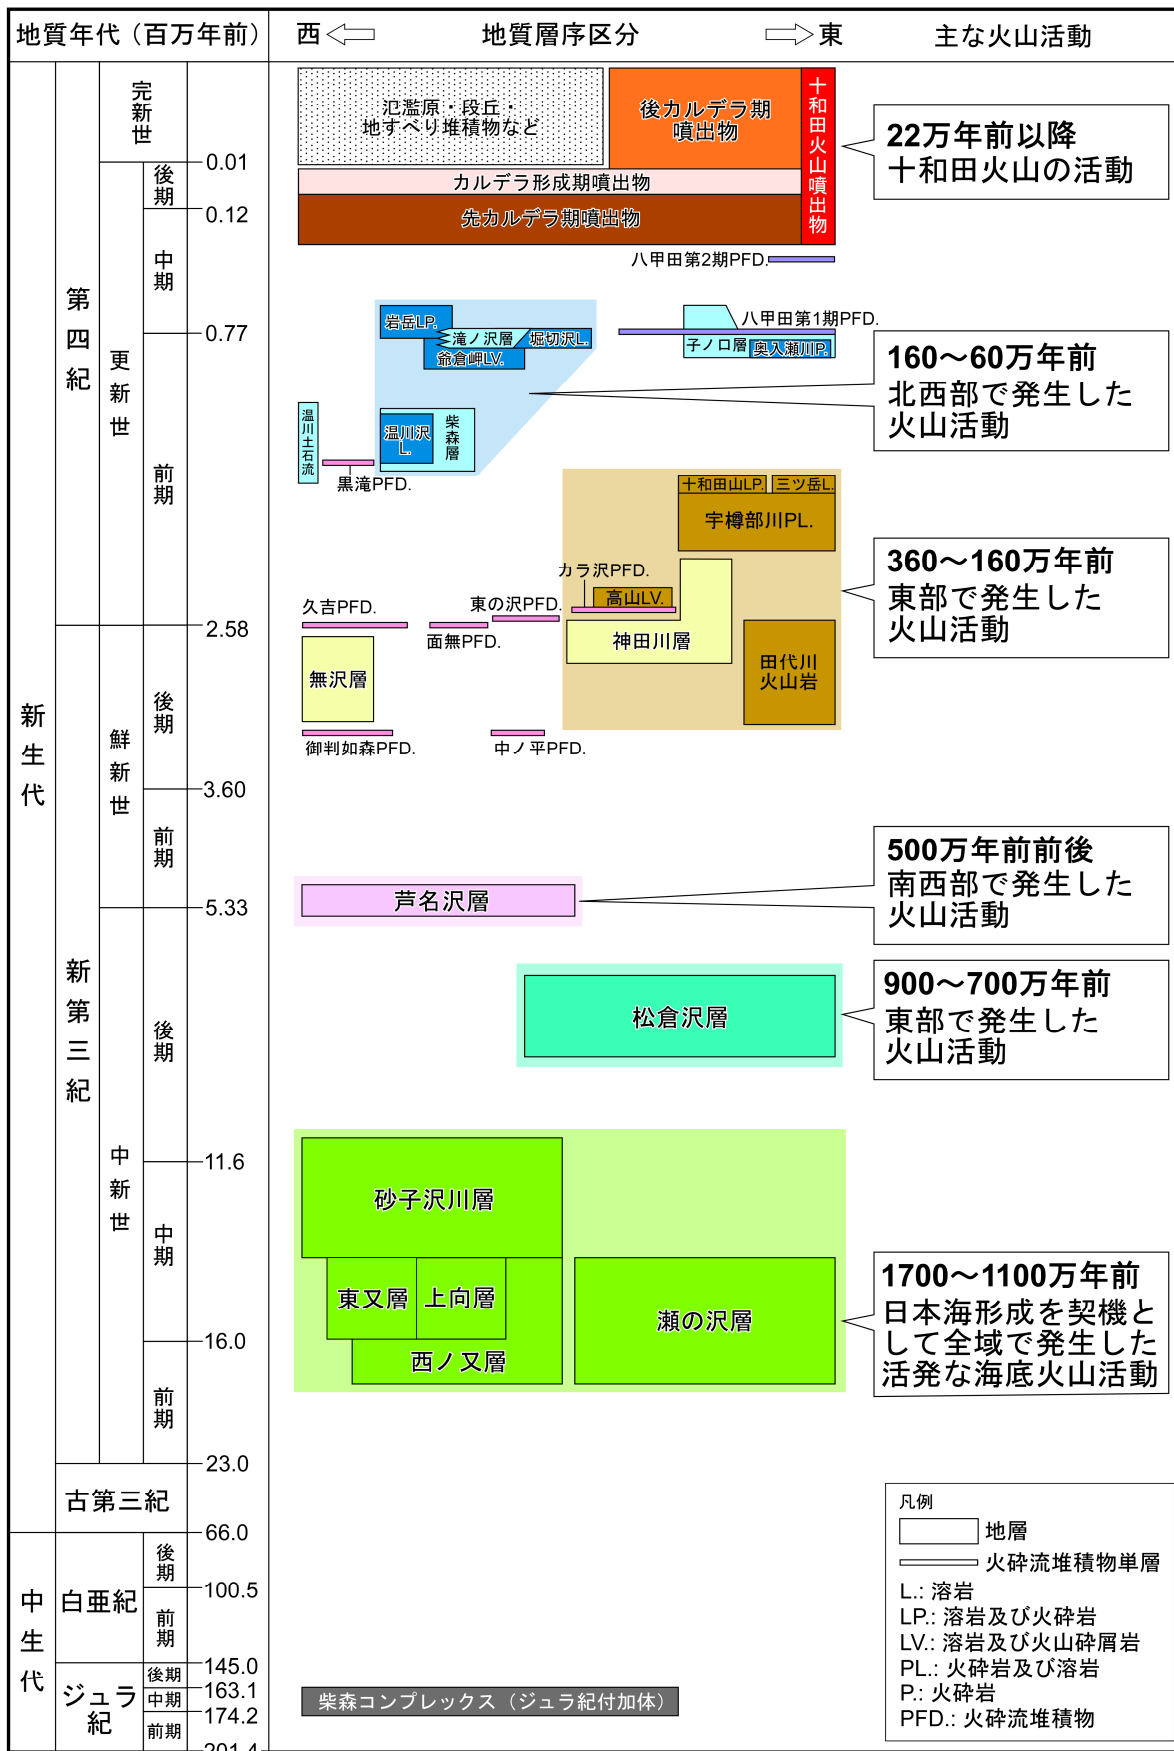 地質年代（百万年前）
西
地質層序区分
東
主な火山活動
新生代
第四紀
完新世
0.01
更新世
後期
0.12
中期
0.77
前期
2.58
新第三紀
鮮新世
後期
3.60
前期
5.33
中新世
後期
11.6
中期
16.0
前期
23.0
古第三紀
66.0
中生代
白亜紀
後期
100.5
前期
145.0
ジュラ
紀
後期
163.1
中期
174.2
前期
201.4
氾濫原・段丘・
地すべり堆積物など
後カルデラ期
噴出物
十和田火山噴出物
カルデラ形成期噴出物
先カルデラ期噴出物
八甲田第2期PFD.
岩岳LP.
滝ノ沢層
堀切沢L.
爺倉岬LV.
八甲田第1期PFD.
子ノ口層
奥入瀬川P.
温川土石流
温川沢
L.
柴森層
黒滝PFD.
十和田山LP.
三ツ岳L.
宇樽部川PL.
カラ沢PFD.
高山LV.
久吉PFD.
東の沢PFD.
面無PFD.
神田川層
無沢層
田代川
火山岩
御判如森PFD.
中ノ平PFD.
芦名沢層
松倉沢層
砂子沢川層
東又層
上向層
西ノ又層
瀬の沢層
柴森コンプレックス（ジュラ紀付加体）
22万年前以降
十和田火山の活動
160～60万年前
北西部で発生した
火山活動
360～160万年前
東部で発生した
火山活動
500万年前前後
南西部で発生した
火山活動
900～700万年前
東部で発生した
火山活動
1700～1100万年前
日本海形成を契機と
して全域で発生した
活発な海底火山活動
凡例
地層
火砕流堆積物単層
L.: 溶岩
LP.: 溶岩及び火砕岩
LV.: 溶岩及び火山砕屑岩
PL.: 火砕岩及び溶岩
P.: 火砕岩
PFD.: 火砕流堆積物